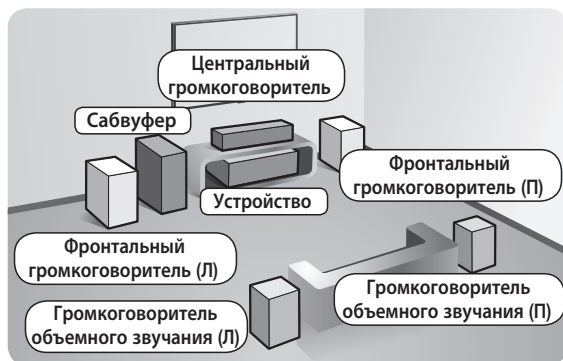 Центральный
громкоговоритель
Сабвуфер
Фронтальный
громкоговоритель (П)
Устройство
Фронтальный
громкоговоритель (Л)
Громкоговоритель
объемного звучания (Л)
Громкоговоритель
объемного звучания (П)